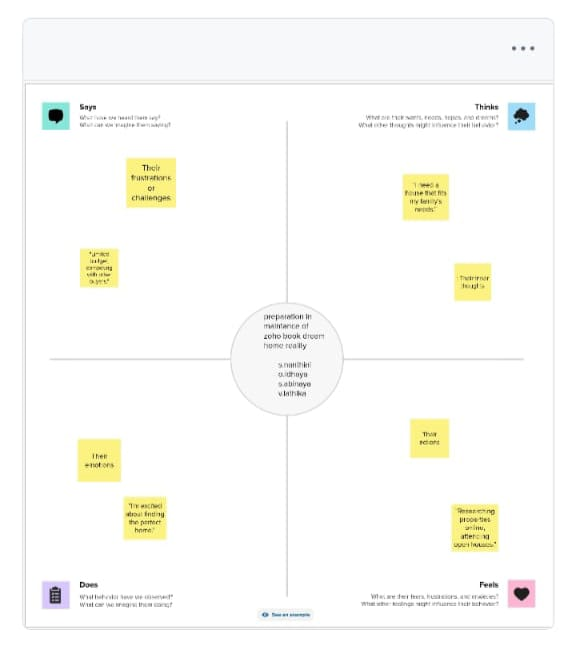 Says
What have we heard them say?
What can we imagine them saying?
Thinks
What are their wants, needs, hopes, and dreams?
What other thoughts might influence their behavior?
Their
frustrations
or
challenges
"I need a
house that fits
my family's
needs."
"Limited
budget,
competing
with other
buyers."
Their inner
thoughts
preparation in
maintance of
zoho book dream
home reality
s.nanthini
o.idhaya
s.abinaya
v.lathika
Their
emotions
"I'm excited
about finding
the perfect
home."
Their
actions
"Researching
properties
online,
attending
open houses."
Does
What behavior have we observed?
What can we imagine them doing?
Feels
What are their fears, frustrations, and anxieties?
What other feelings might influence their behavior?
See an example